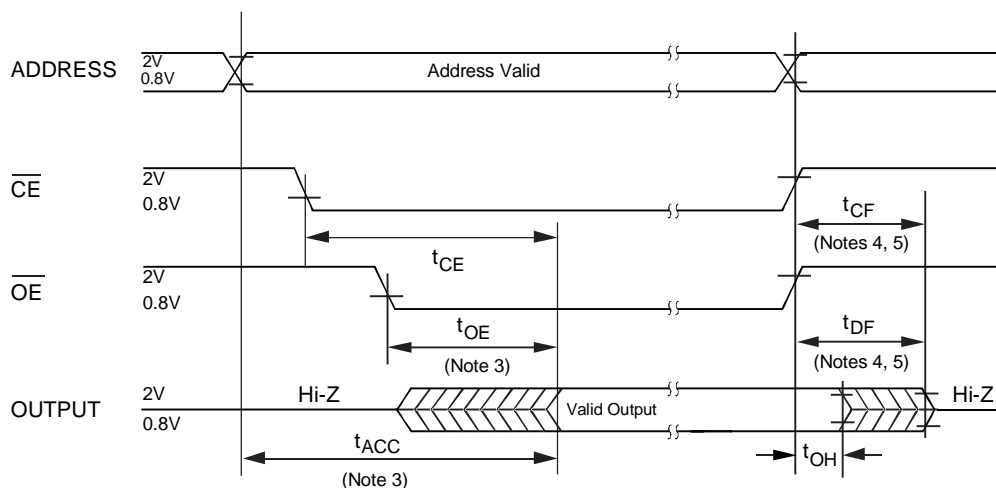 ADDRESS
2V
0.8V
Address Valid
CE
2V
0.8V
tCF
(Notes 4, 5)
tCE
OE
2V
0.8V
tOE
(Note 3)
tDF
(Notes 4, 5)
OUTPUT
2V
0.8V
Hi-Z
Valid Output
Hi-Z
tACC
(Note 3)
tOH